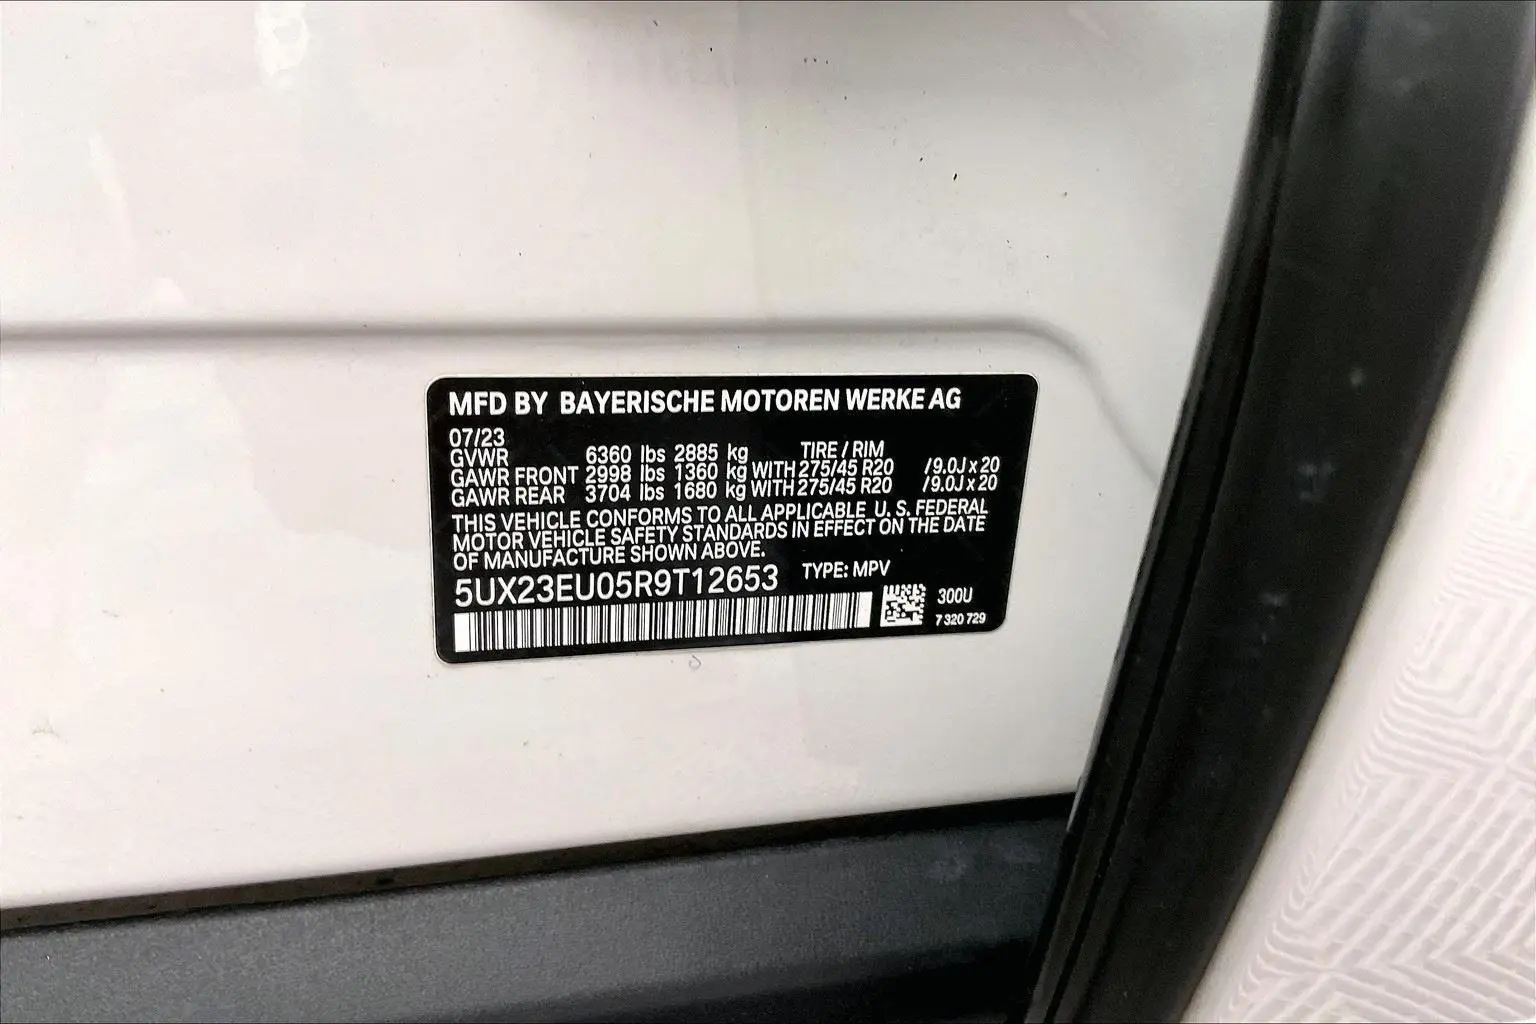 MFD BY BAYERISCHE MOTOREN WERKE AG
07/23
GVWR 6360 lbs 2885 kg TIRE / RIM
GAWR FRONT 2998 lbs 1360 kg WITH 275/45 R20 /9.0J x 20
GAWR REAR 3704 lbs 1680 kg WITH 275/45 R20 /9.0J x 20
THIS VEHICLE CONFORMS TO ALL APPLICABLE U. S. FEDERAL
MOTOR VEHICLE SAFETY STANDARDS IN EFFECT ON THE DATE
OF MANUFACTURE SHOWN ABOVE.
5UX23EU05R9T12653 TYPE: MPV
300U
7 320 729